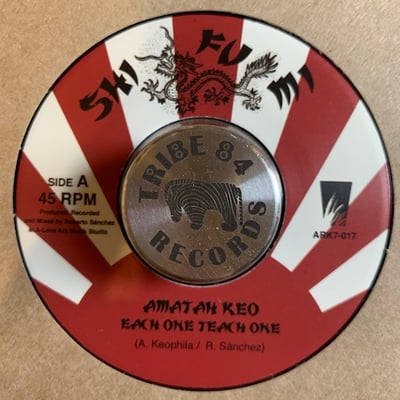 SHI FU MI
TRIBE 84
RECORDS
SIDE A
45 RPM
Produced, Recorded
and Mixed by Roberto Sánchez
at A-Lone Ark Muzik Studio
ARK7-017
AMATAH KEO
EACH ONE TEACH ONE
(A. Keophila / R. Sánchez)